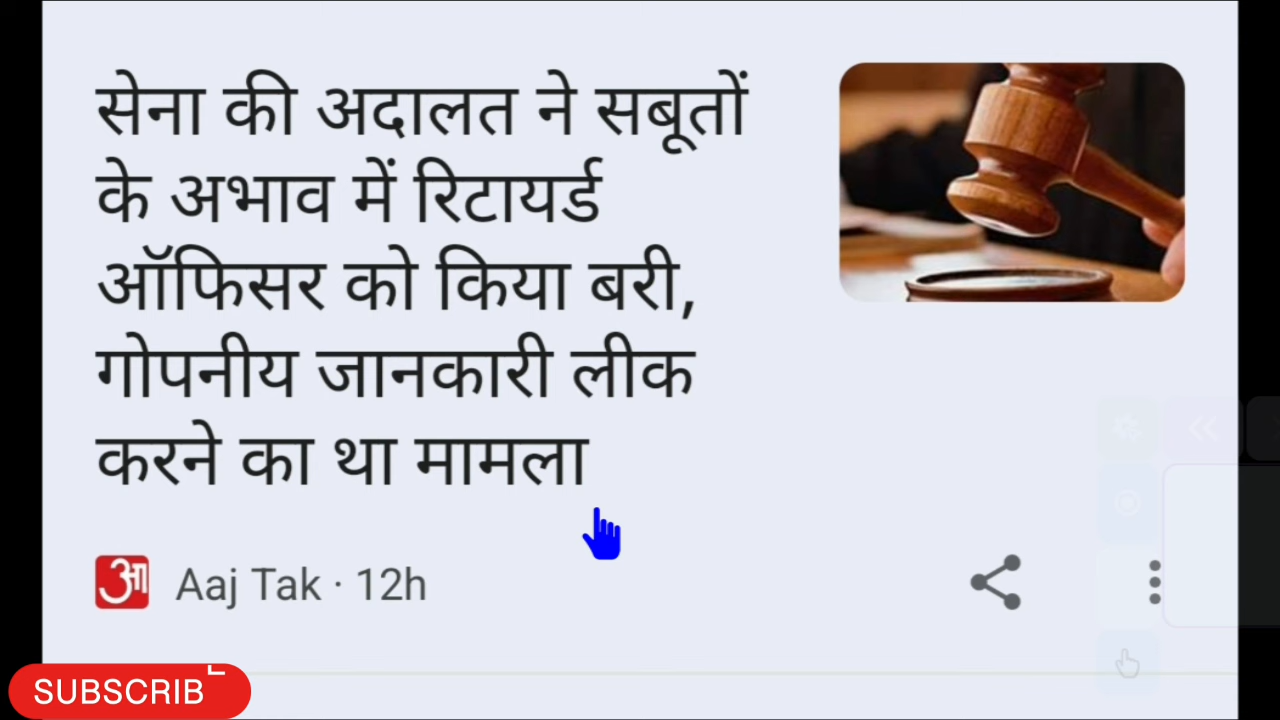 सेना की अदालत ने सबूतों
के अभाव में रिटायर्ड
ऑफिसर को किया बरी,
गोपनीय जानकारी लीक
करने का था मामला
आ
Aaj Tak · 12h
SUBSCRIB